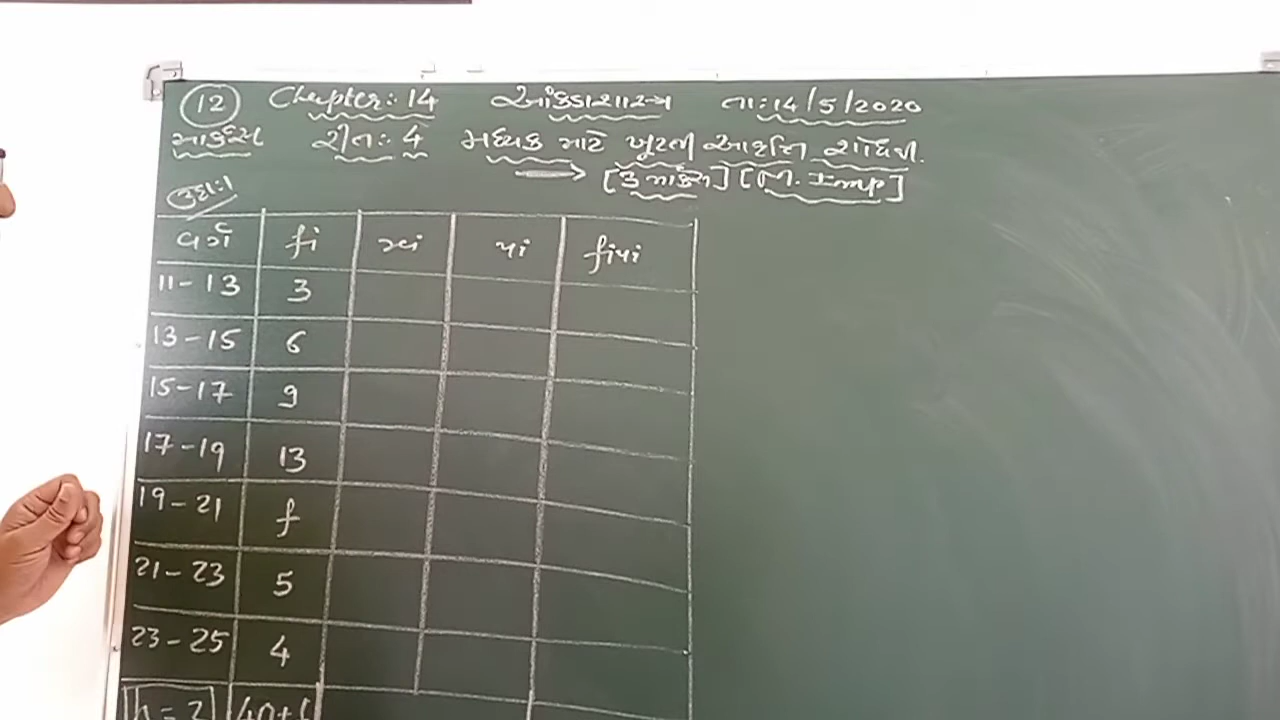 12 Chapter:- 14 આંકડાશાસ્ત્ર તા:14/5/2020
માર્ક્સ રીત:- 4 મધ્યક માટે ખૂટતી આવૃત્તિ શોધવી.
[3 માર્ક્સ] [M. Imp]
ઉદા:1
વર્ગ fi xi ui fiui
11-13 3
13-15 6
15-17 9
17-19 13
19-21 f
21-23 5
23-25 4
h=2 40+f